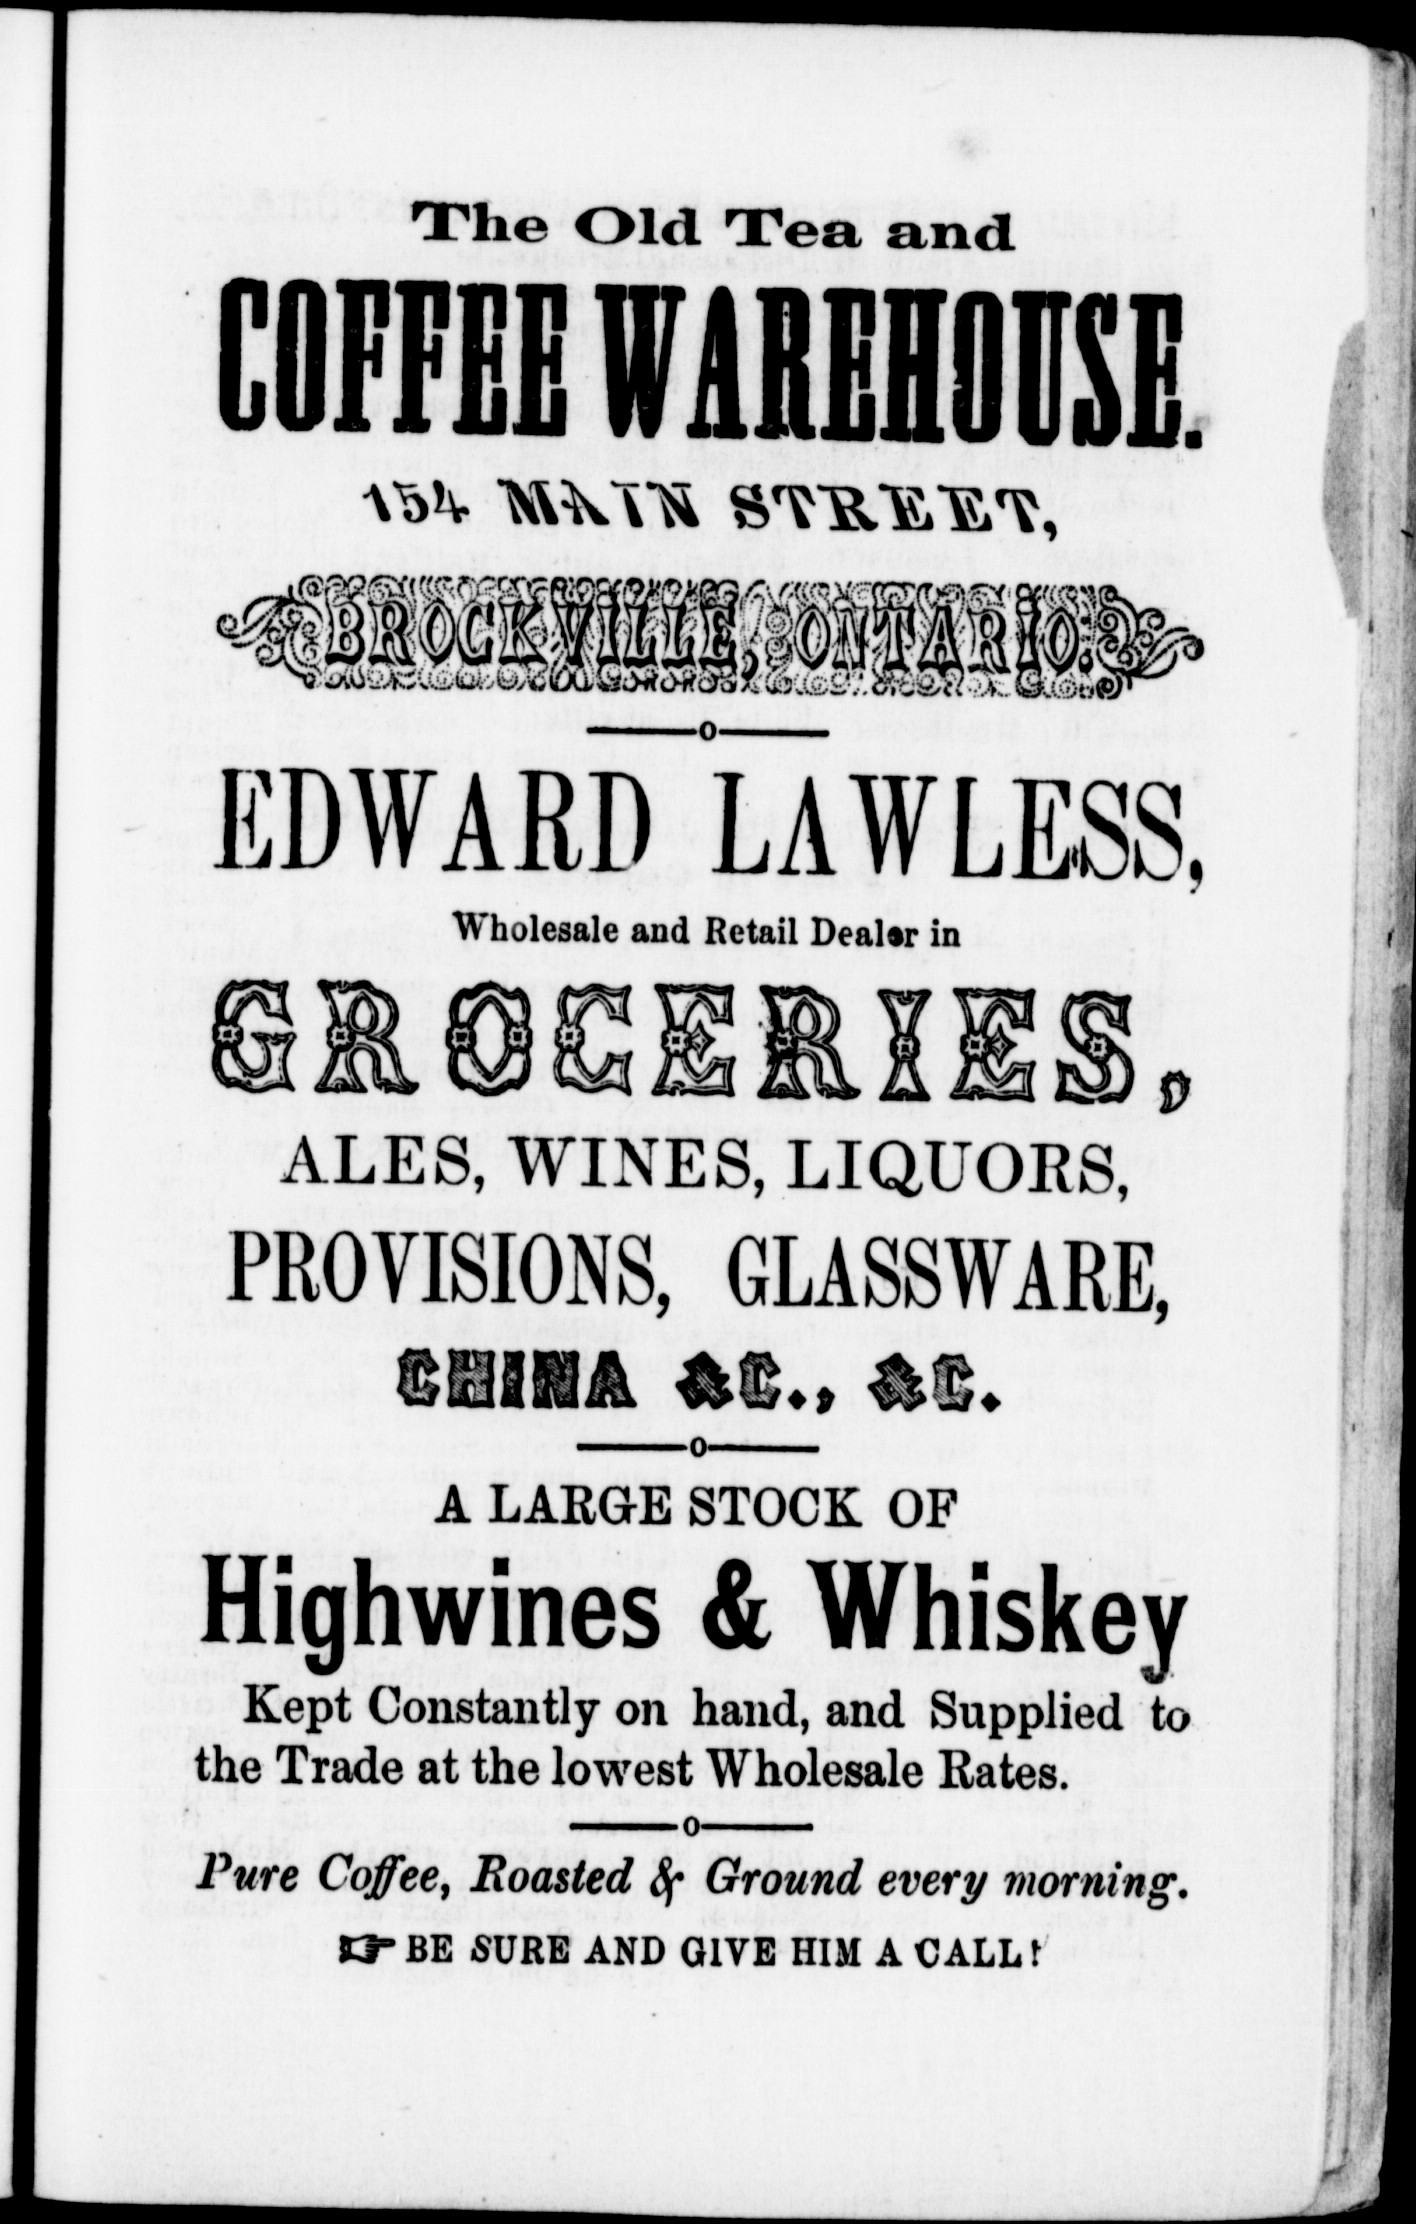 The Old Tea and
COFFEE WAREHOUSE.
154 MAIN STREET,
BROCKVILLE, ONTARIO.
EDWARD LAWLESS,
Wholesale and Retail Dealer in
GROCERIES,
ALES, WINES, LIQUORS,
PROVISIONS, GLASSWARE,
CHINA &C., &C.
A LARGE STOCK OF
Highwines & Whiskey
Kept Constantly on hand, and Supplied to
the Trade at the lowest Wholesale Rates.
Pure Coffee, Roasted & Ground every morning.
☞ BE SURE AND GIVE HIM A CALL!